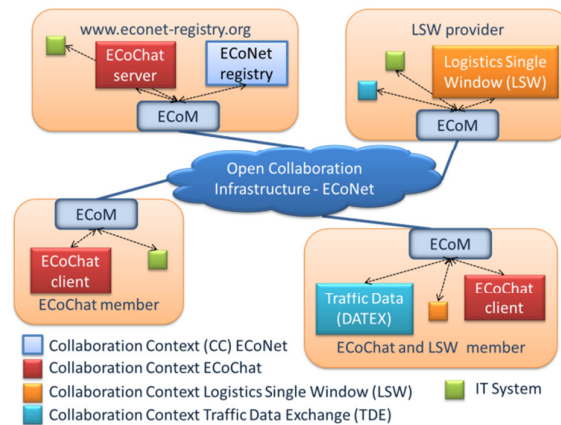 www.econet-registry.org
ECoChat
server
ECoNet
registry
ECoM
LSW provider
Logistics Single
Window (LSW)
ECoM
Open Collaboration
Infrastructure - ECoNet
ECoM
ECoChat
client
ECoChat member
ECoM
Traffic Data
(DATEX)
ECoChat
client
ECoChat and LSW member
Collaboration Context (CC) ECoNet
Collaboration Context ECoChat
Collaboration Context Logistics Single Window (LSW)
Collaboration Context Traffic Data Exchange (TDE)
IT System